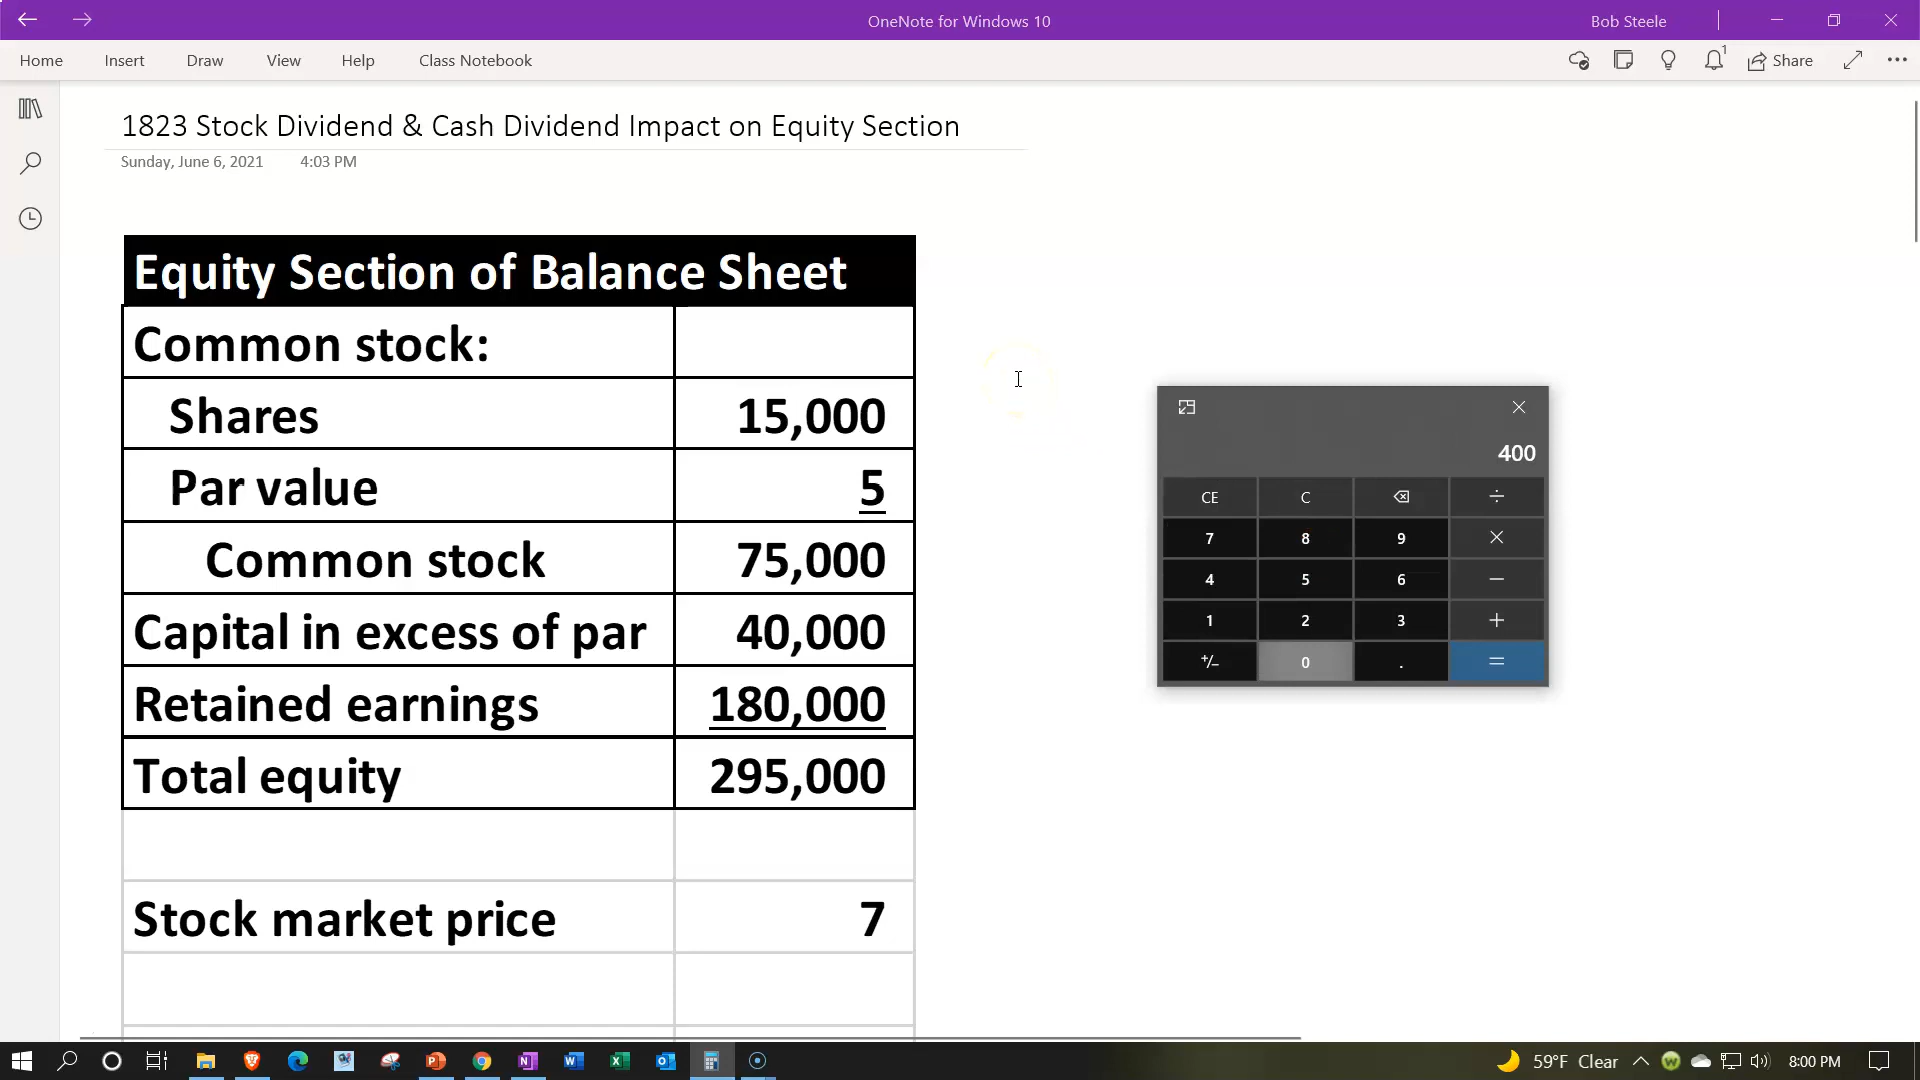 OneNote for Windows 10
Bob Steele
Home Insert Draw View Help Class Notebook
1
Share
1823 Stock Dividend & Cash Dividend Impact on Equity Section
Sunday, June 6, 2021 4:03 PM
Equity Section of Balance Sheet
Common stock:
Shares 15,000
Par value 5
Common stock 75,000
Capital in excess of par 40,000
Retained earnings 180,000
Total equity 295,000
Stock market price 7
400
CE C ÷
7 8 9 ×
4 5 6 −
1 2 3 +
+/− 0 . =
59°F Clear
8:00 PM